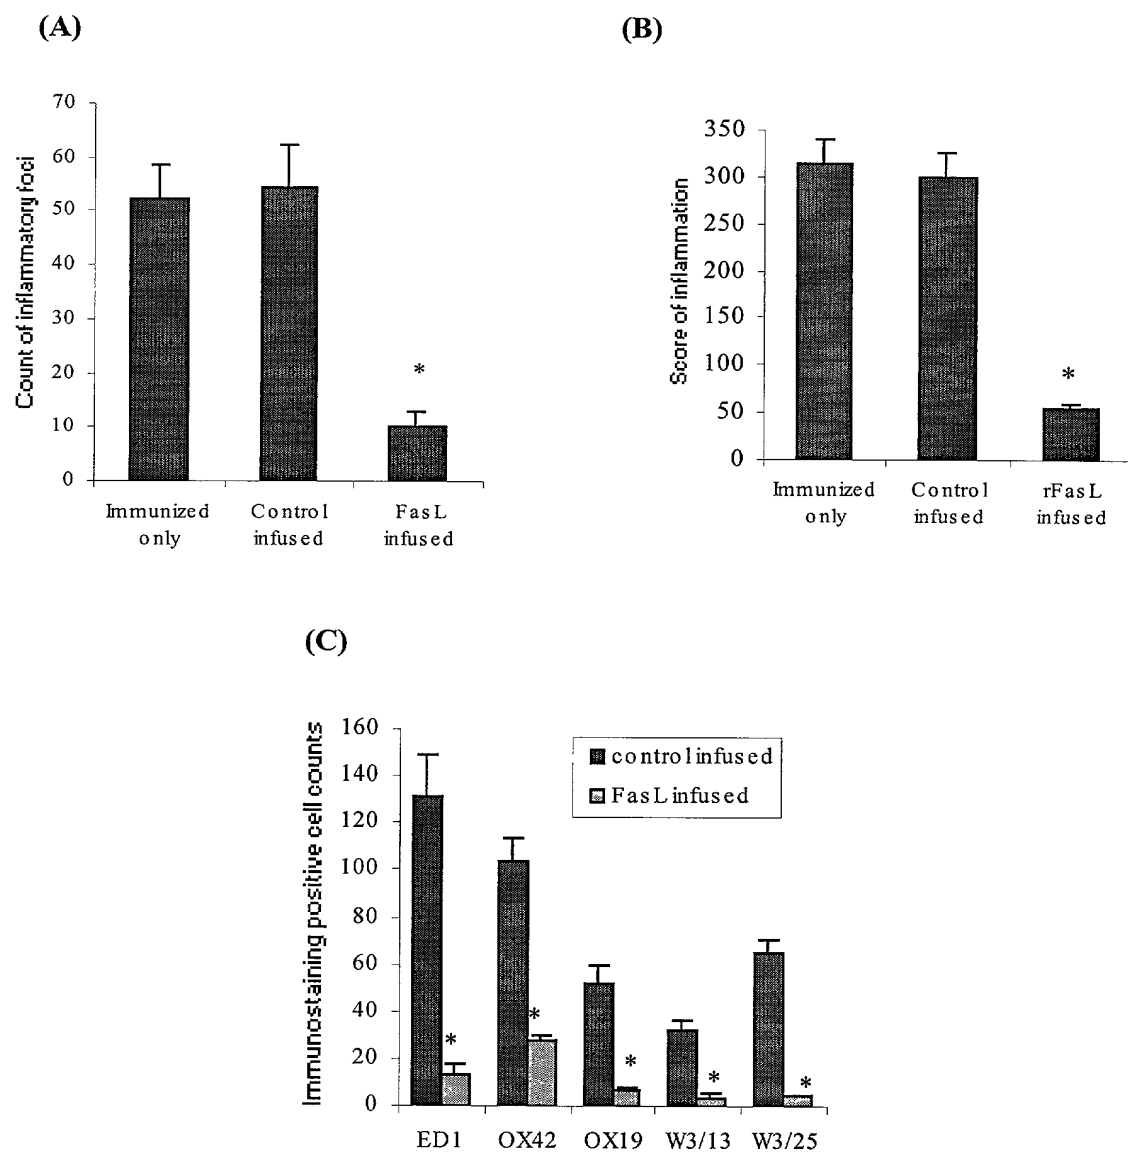 (A)
Count of inflammatory foci
70
60
50
40
30
20
10
0
Immunized only
Control infused
FasL infused
*
(B)
Score of inflammation
350
300
250
200
150
100
50
0
Immunized only
Control infused
rFasL infused
*
(C)
Immunostaining positive cell counts
160
140
120
100
80
60
40
20
0
control infused
FasL infused
* * * * *
ED1 OX42 OX19 W3/13 W3/25